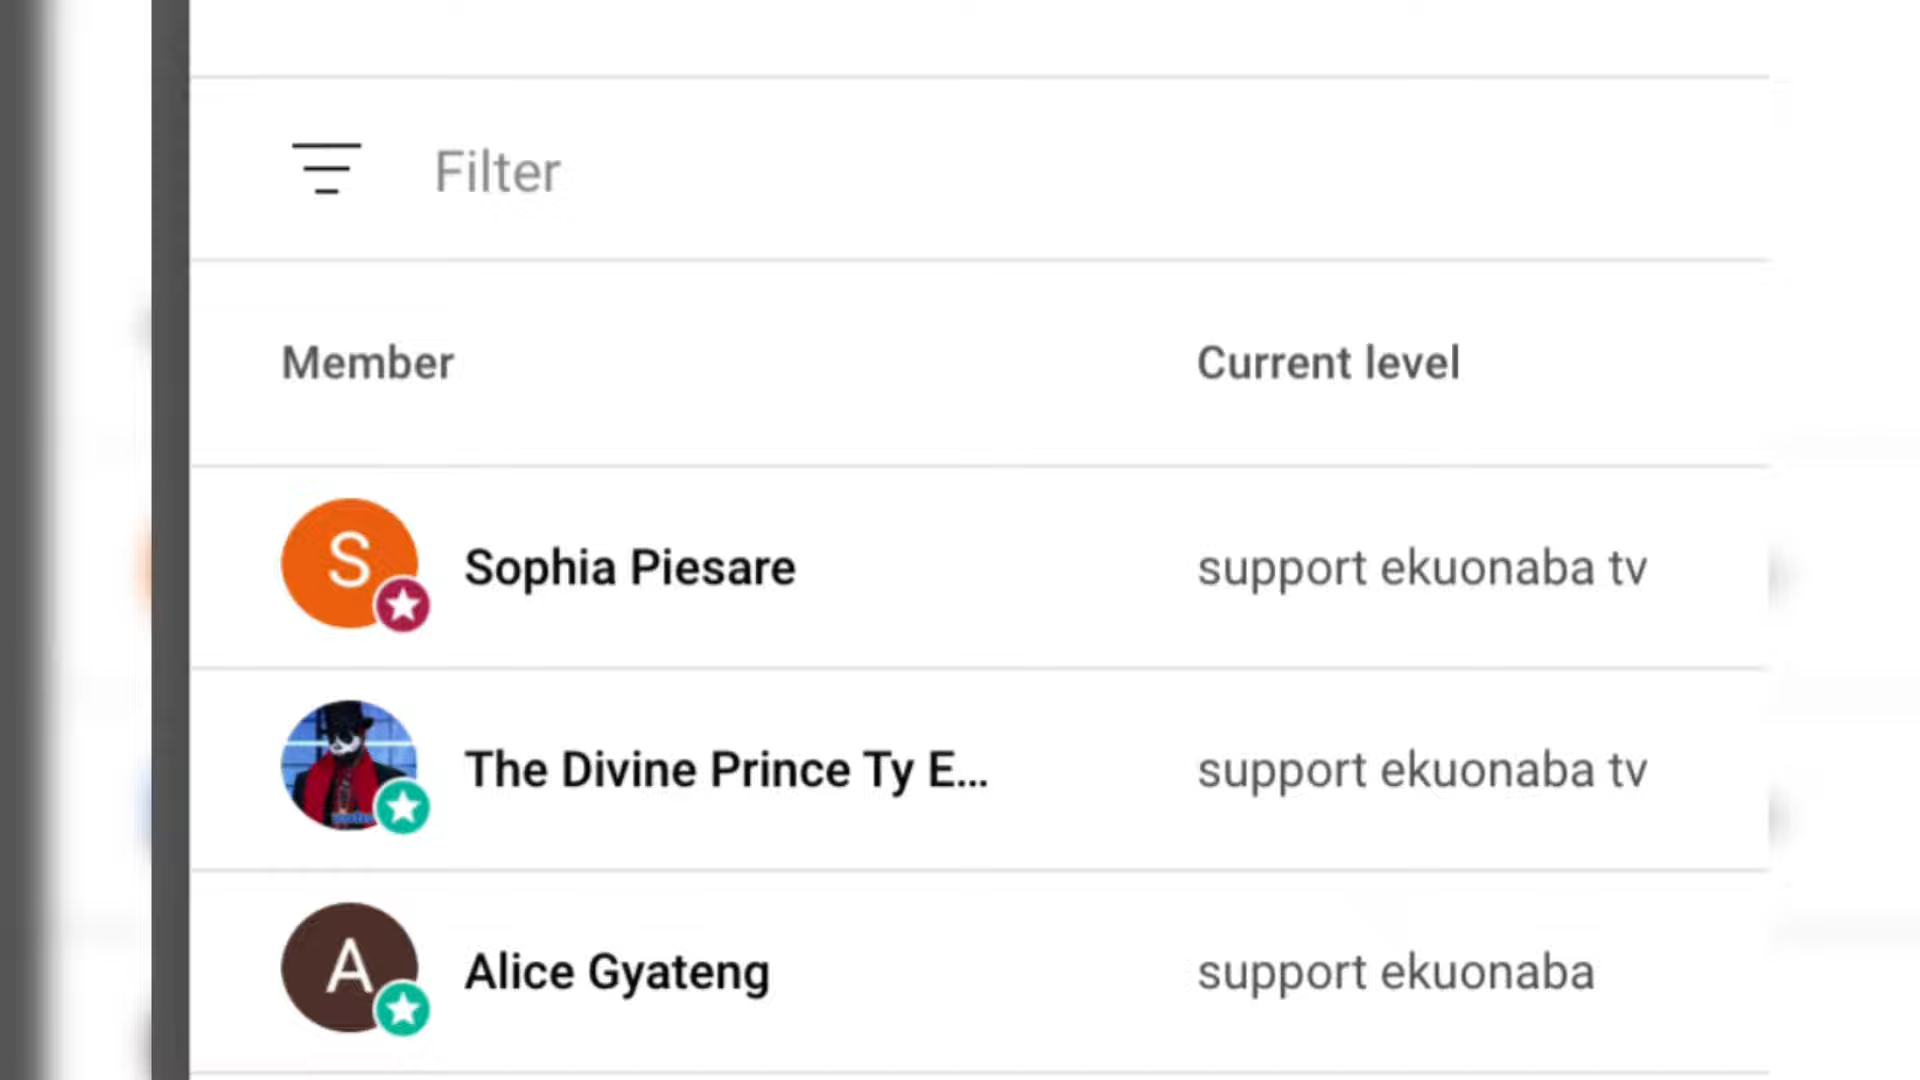 Filter
Member Current level
S Sophia Piesare support ekuonaba tv
The Divine Prince Ty E... support ekuonaba tv
A Alice Gyateng support ekuonaba